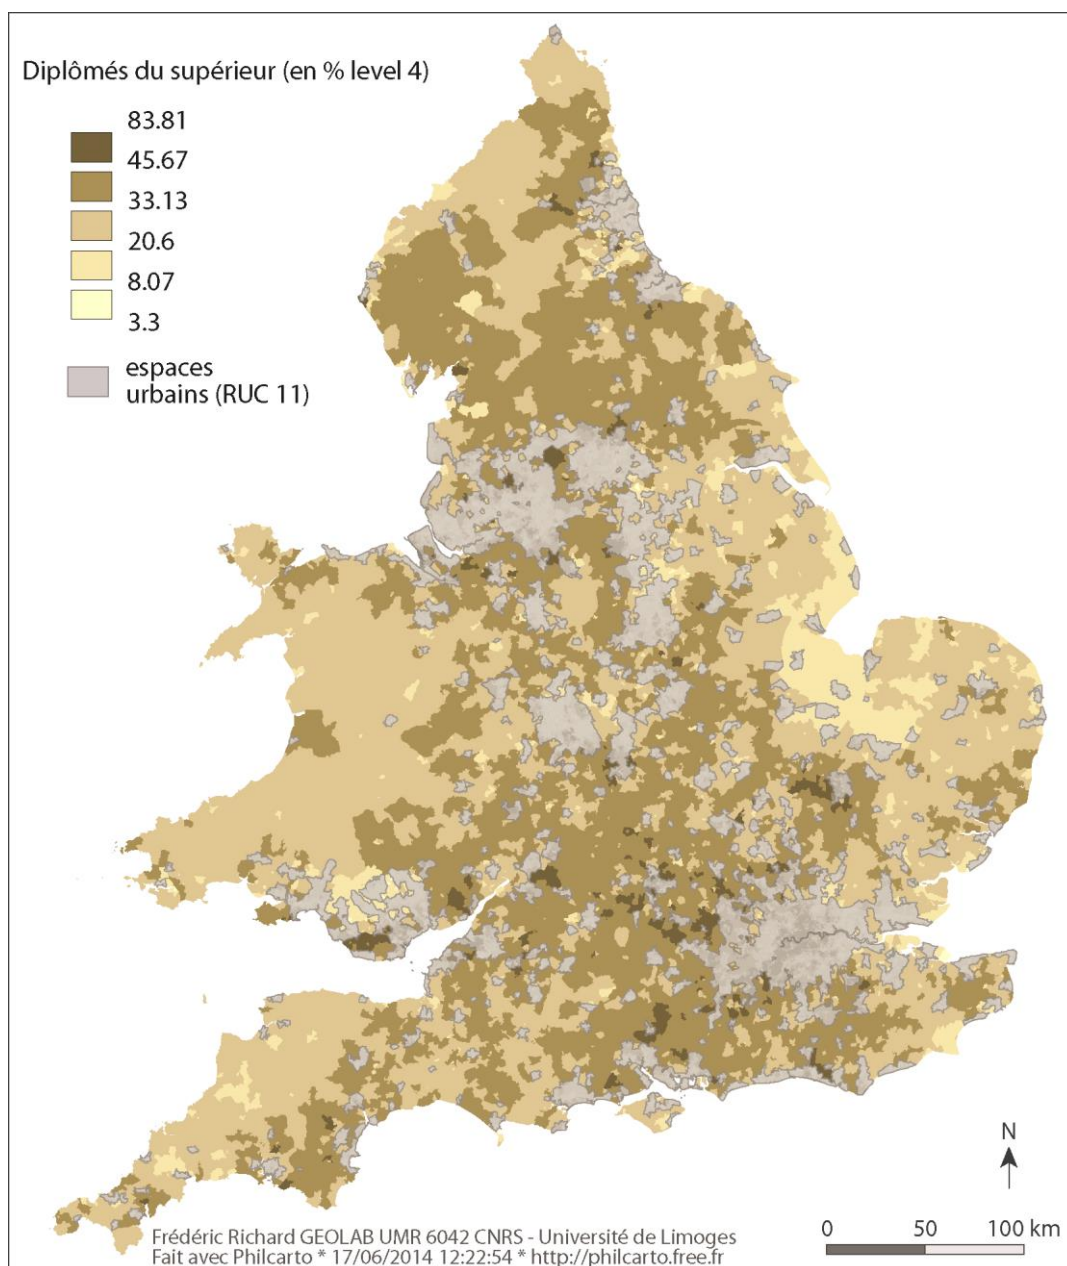 Diplômés du supérieur (en % level 4)
83.81
45.67
33.13
20.6
8.07
3.3
espaces
urbains (RUC 11)
N
0 50 100 km
Frédéric Richard GEOLAB UMR 6042 CNRS - Université de Limoges
Fait avec Philcarto * 17/06/2014 12:22:54 * http://philcarto.free.fr